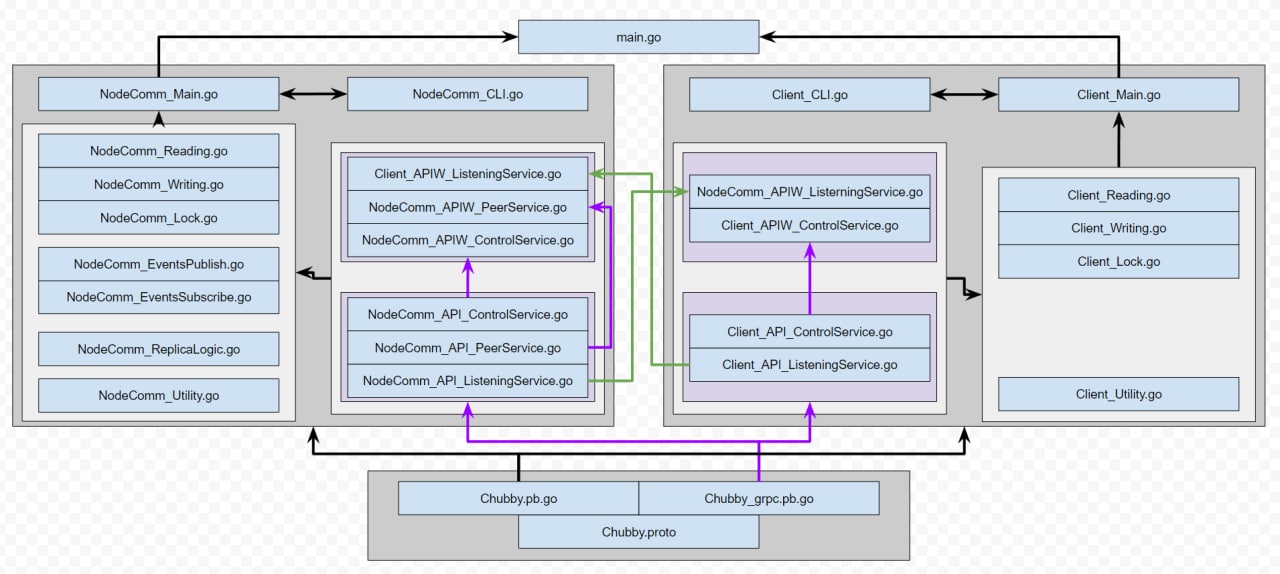 main.go
NodeComm_Main.go
NodeComm_CLI.go
NodeComm_Reading.go
NodeComm_Writing.go
NodeComm_Lock.go
NodeComm_EventsPublish.go
NodeComm_EventsSubscribe.go
NodeComm_ReplicaLogic.go
NodeComm_Utility.go
Client_APIW_ListeningService.go
NodeComm_APIW_PeerService.go
NodeComm_APIW_ControlService.go
NodeComm_API_ControlService.go
NodeComm_API_PeerService.go
NodeComm_API_ListeningService.go
Client_CLI.go
Client_Main.go
NodeComm_APIW_ListerningService.go
Client_APIW_ControlService.go
Client_API_ControlService.go
Client_API_ListeningService.go
Client_Reading.go
Client_Writing.go
Client_Lock.go
Client_Utility.go
Chubby.pb.go
Chubby_grpc.pb.go
Chubby.proto